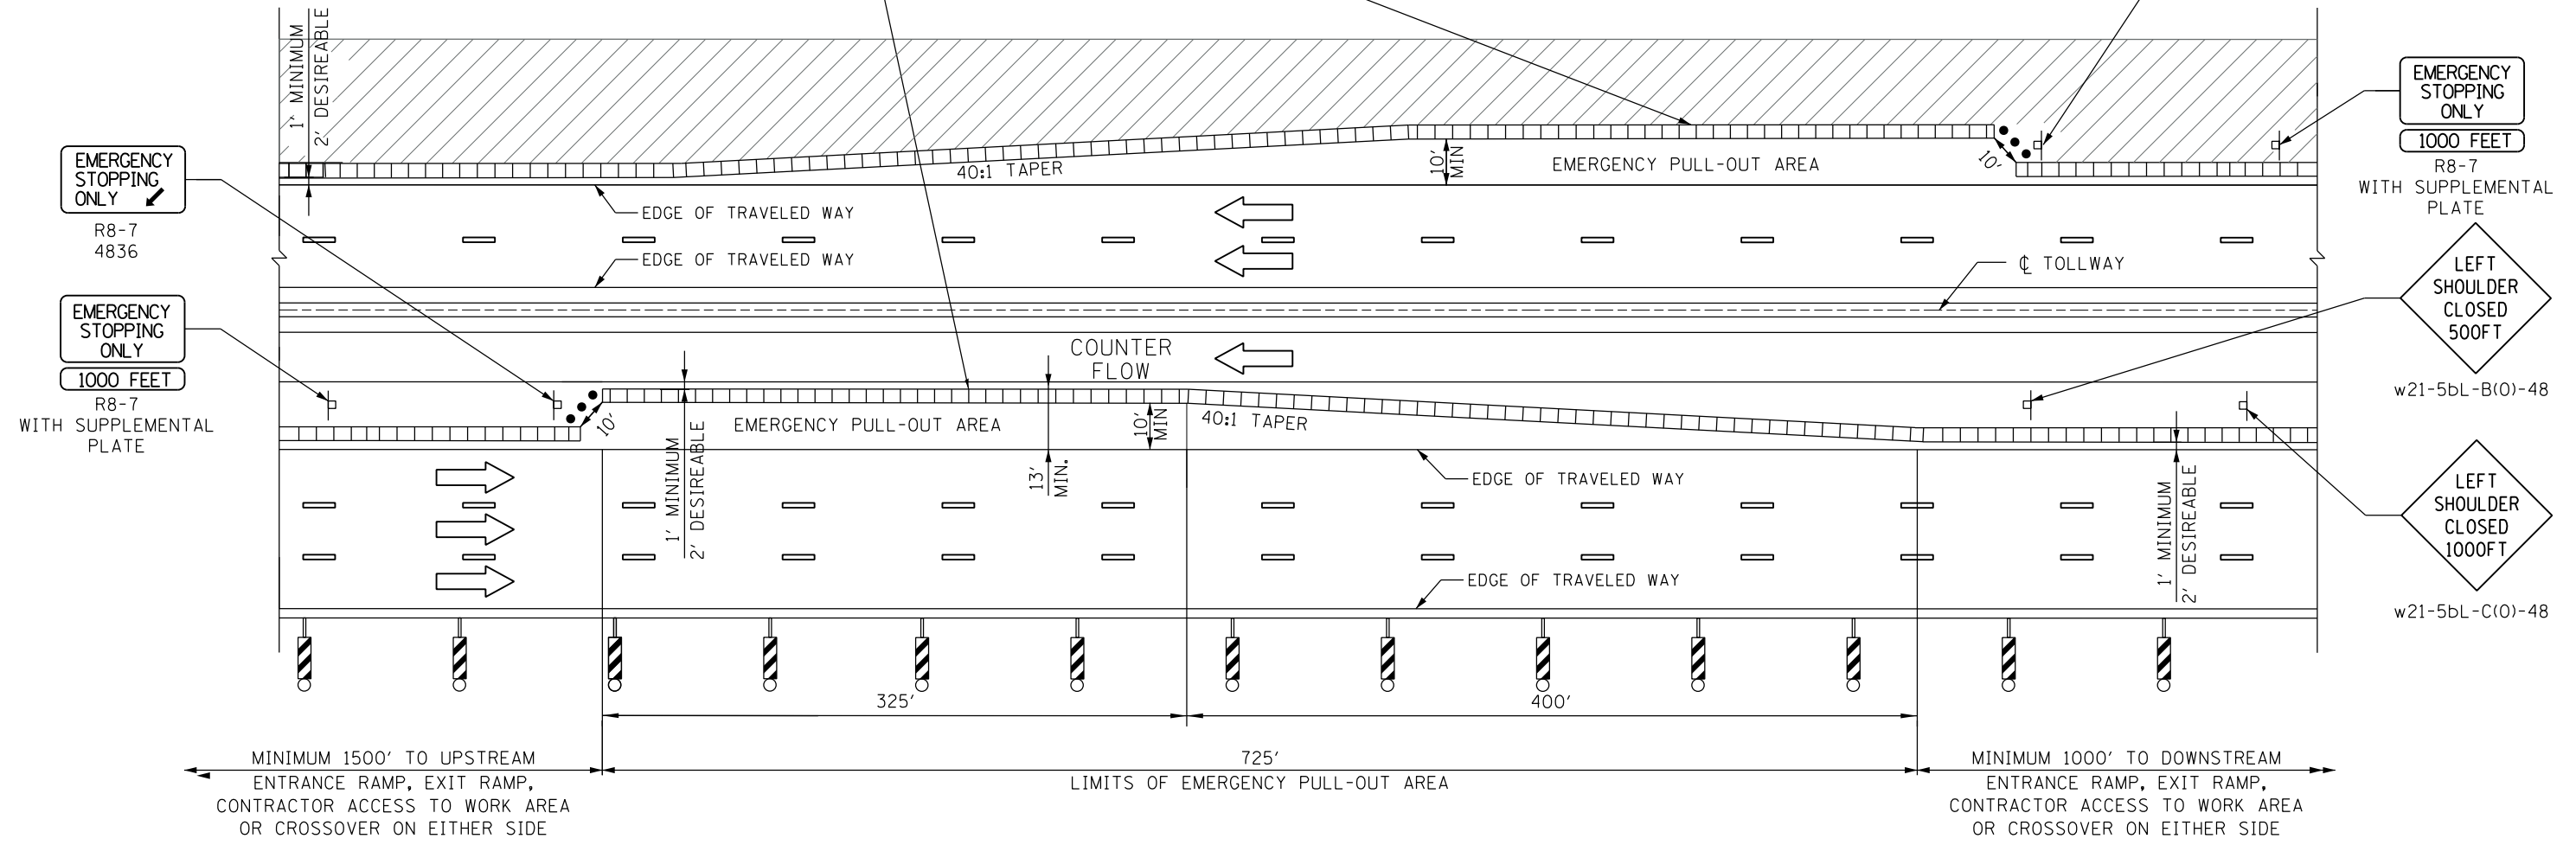 1' MINIMUM
2' DESIREABLE
EMERGENCY
STOPPING
ONLY
1000 FEET
R8-7
WITH SUPPLEMENTAL
PLATE
EMERGENCY
STOPPING
ONLY
R8-7
4836
40:1 TAPER
10'
MIN
EMERGENCY PULL-OUT AREA
10'
EDGE OF TRAVELED WAY
EDGE OF TRAVELED WAY
℄ TOLLWAY
LEFT
SHOULDER
CLOSED
500FT
w21-5bL-B(O)-48
EMERGENCY
STOPPING
ONLY
1000 FEET
R8-7
WITH SUPPLEMENTAL
PLATE
COUNTER
FLOW
10'
EMERGENCY PULL-OUT AREA
10'
MIN
40:1 TAPER
1' MINIMUM
2' DESIREABLE
13'
MIN.
EDGE OF TRAVELED WAY
EDGE OF TRAVELED WAY
1' MINIMUM
2' DESIREABLE
LEFT
SHOULDER
CLOSED
1000FT
w21-5bL-C(O)-48
325'
400'
MINIMUM 1500' TO UPSTREAM
ENTRANCE RAMP, EXIT RAMP,
CONTRACTOR ACCESS TO WORK AREA
OR CROSSOVER ON EITHER SIDE
725'
LIMITS OF EMERGENCY PULL-OUT AREA
MINIMUM 1000' TO DOWNSTREAM
ENTRANCE RAMP, EXIT RAMP,
CONTRACTOR ACCESS TO WORK AREA
OR CROSSOVER ON EITHER SIDE